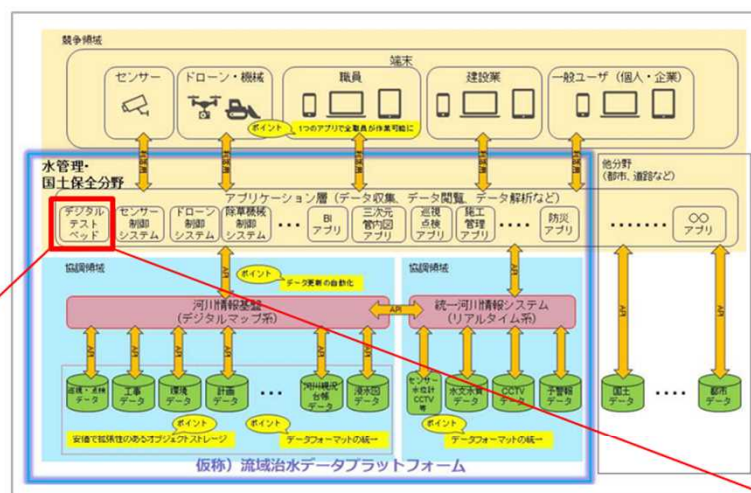 競争領域
端末
センサー
ドローン・機械
職員
建設業
一般ユーザ（個人・企業）
ポイント
1つのアプリで全職員が作業可能に
水管理・
国土保全分野
他分野
（都市、道路など）
アプリケーション層（データ収集、データ閲覧、データ解析など）
デジタル
テスト
ベッド
センサー
制御
システム
ドローン
制御
システム
除草機械
制御
システム
・・・
BI
アプリ
三次元
管内図
アプリ
巡視
点検
アプリ
施工
管理
アプリ
・・・・
防災
アプリ
・・・・・・・
〇〇
アプリ
協調領域
API
ポイント
データ更新の自動化
協調領域
API
API
API
河川情報基盤
（デジタルマップ系）
API
統一河川情報システム
（リアルタイム系）
API
API
API
API
API
API
API
API
API
API
巡視・点検
データ
工事
データ
環境
データ
計画
データ
・・・
河川現況
台帳
データ
浸水図
データ
センサー
水位計
CCTV
等
水文水質
データ
CCTV
データ
予警報
データ
国土
データ
・・・・
都市
データ
ポイント
安価で拡張性のあるオブジェクトストレージ
ポイント
データフォーマットの統一
ポイント
データフォーマットの統一
仮称）流域治水データプラットフォーム